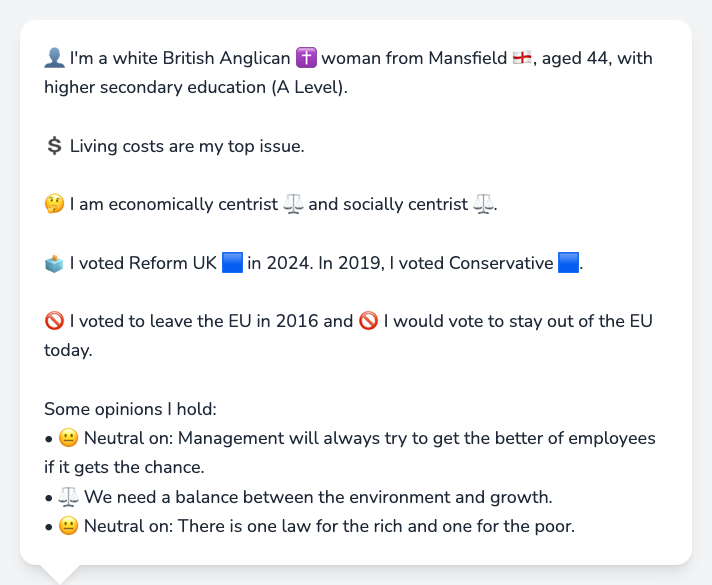 👤 I'm a white British Anglican ✝️ woman from Mansfield 🏴󠁧󠁢󠁥󠁮󠁧󠁿, aged 44, with
higher secondary education (A Level).
💲 Living costs are my top issue.
🤔 I am economically centrist ⚖️ and socially centrist ⚖️.
🗳️ I voted Reform UK 🟦 in 2024. In 2019, I voted Conservative 🟦.
🚫 I voted to leave the EU in 2016 and 🚫 I would vote to stay out of the EU
today.
Some opinions I hold:
• 😐 Neutral on: Management will always try to get the better of employees
if it gets the chance.
• ⚖️ We need a balance between the environment and growth.
• 😐 Neutral on: There is one law for the rich and one for the poor.